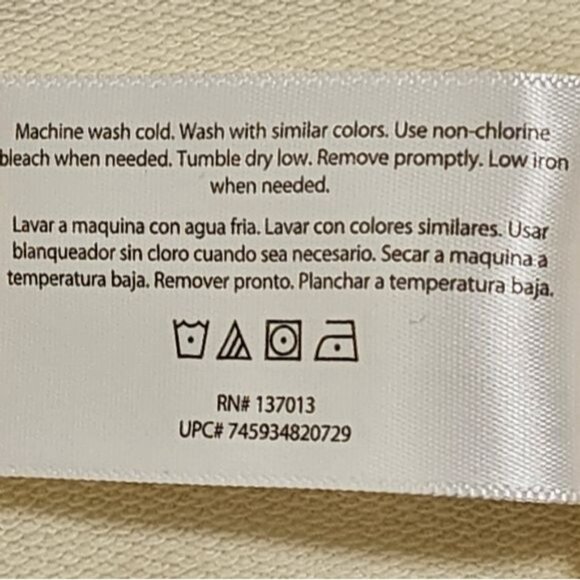 Machine wash cold. Wash with similar colors. Use non-chlorine
bleach when needed. Tumble dry low. Remove promptly. Low iron
when needed.
Lavar a maquina con agua fria. Lavar con colores similares. Usar
blanqueador sin cloro cuando sea necesario. Secar a maquina a
temperatura baja. Remover pronto. Planchar a temperatura baja.
RN# 137013
UPC# 745934820729